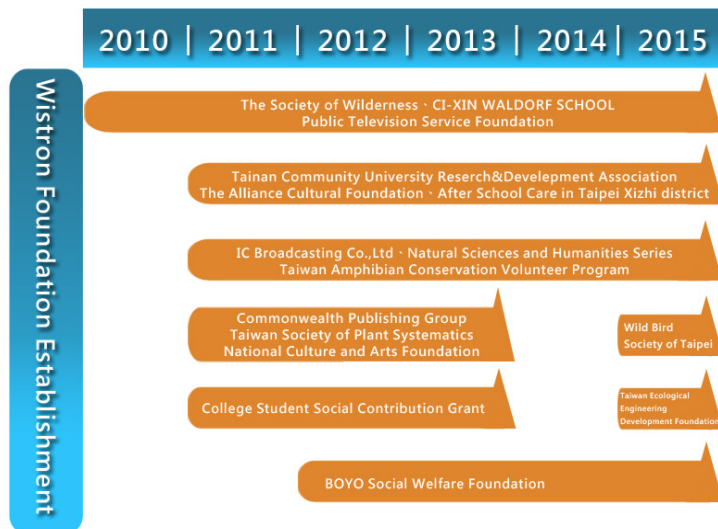 2010 | 2011 | 2012 | 2013 | 2014 | 2015
Wistron Foundation Establishment
The Society of Wilderness、CI-XIN WALDORF SCHOOL
Public Television Service Foundation
Tainan Community University Reserch&Develepment Association
The Alliance Cultural Foundation、After School Care in Taipei Xizhi district
IC Broadcasting Co.,Ltd、Natural Sciences and Humanities Series
Taiwan Amphibian Conservation Volunteer Program
Commonwealth Publishing Group
Taiwan Society of Plant Systematics
National Culture and Arts Foundation
Wild Bird
Society of Taipei
College Student Social Contribution Grant
Taiwan Ecological
Engineering
Development Foundation
BOYO Social Welfare Foundation